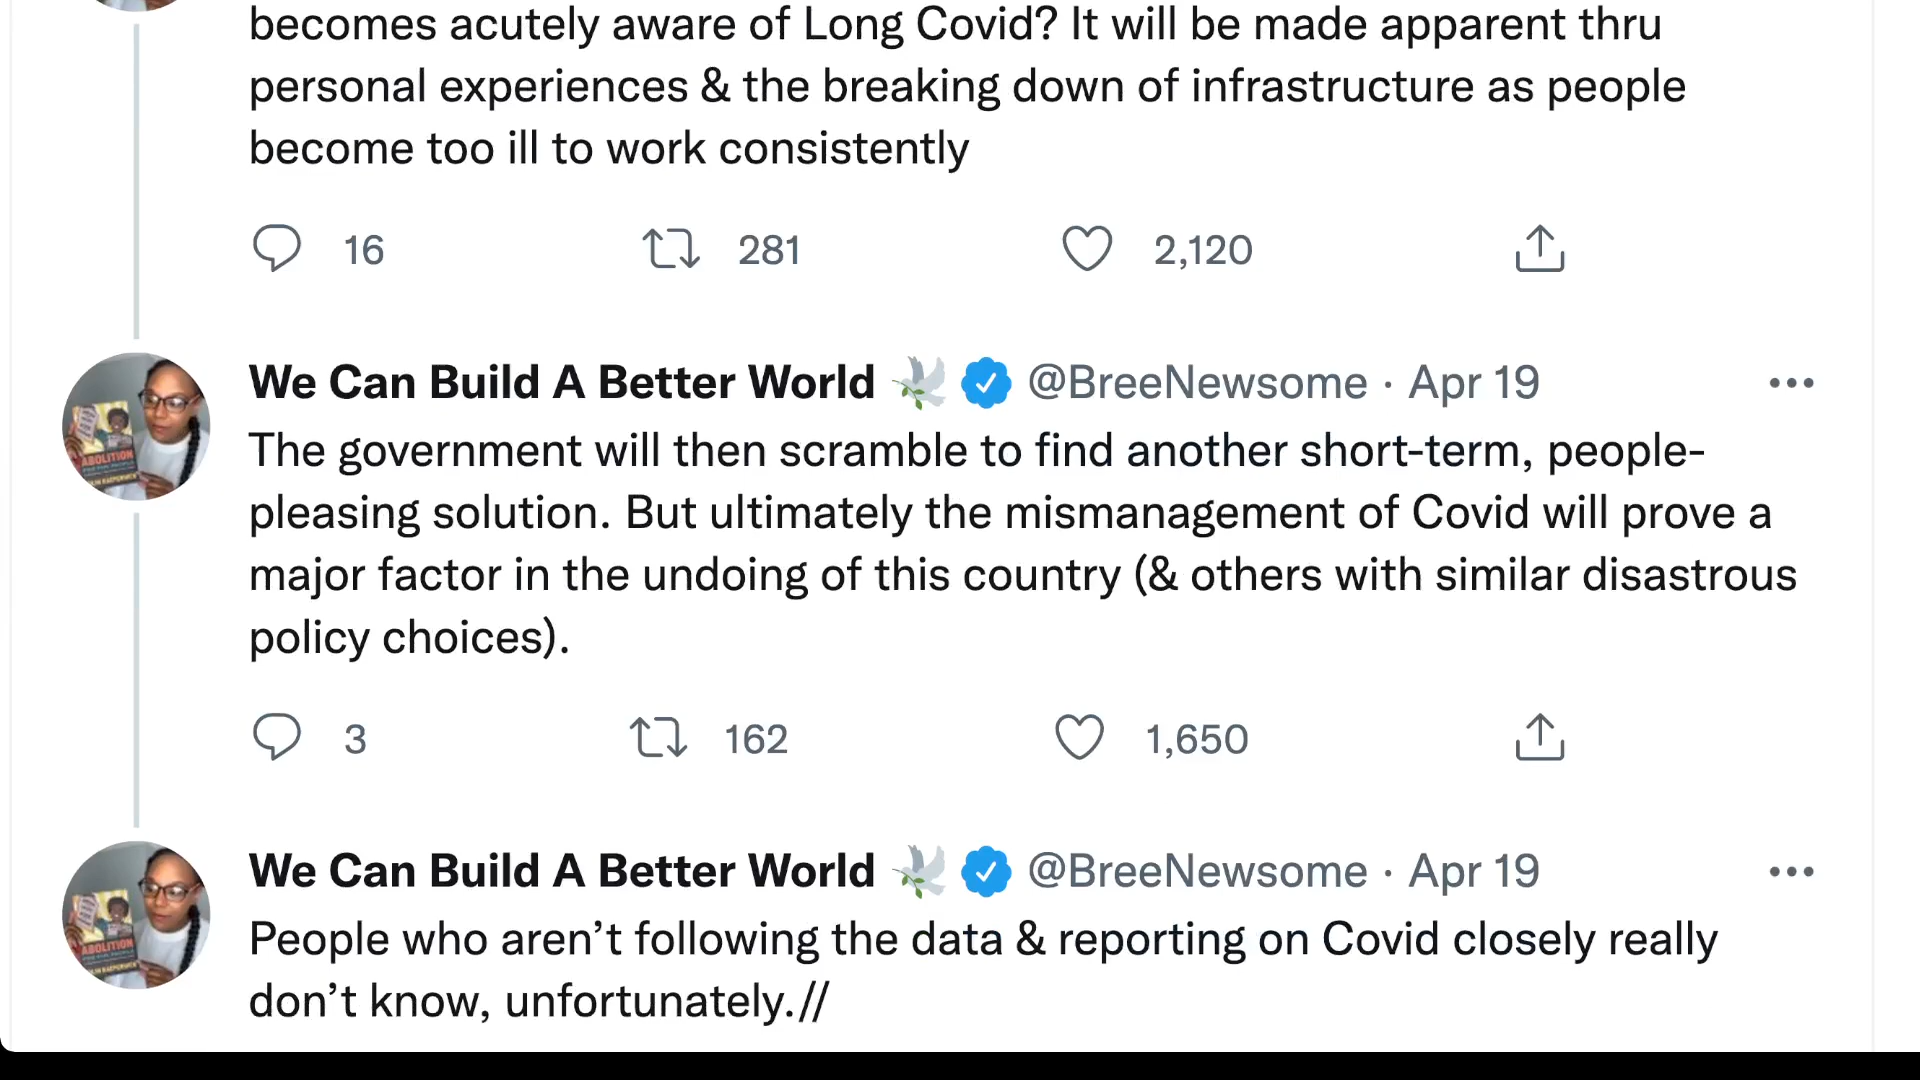 becomes acutely aware of Long Covid? It will be made apparent thru
personal experiences & the breaking down of infrastructure as people
become too ill to work consistently
16 281 2,120
We Can Build A Better World 🕊 @BreeNewsome · Apr 19
The government will then scramble to find another short-term, people-
pleasing solution. But ultimately the mismanagement of Covid will prove a
major factor in the undoing of this country (& others with similar disastrous
policy choices).
3 162 1,650
We Can Build A Better World 🕊 @BreeNewsome · Apr 19
ABOLITION
People who aren’t following the data & reporting on Covid closely really
don’t know, unfortunately.//